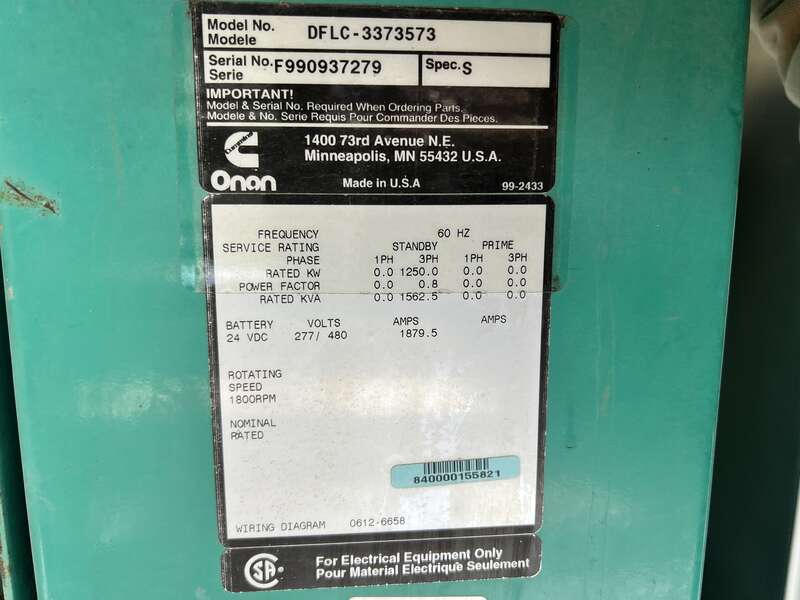 Model No. DFLC-3373573
Modele
Serial No. F990937279 Spec. S
Serie
IMPORTANT!
Model & Serial No. Required When Ordering Parts.
Modele & No. Serie Requis Pour Commander Des Pieces.
Cummins
1400 73rd Avenue N.E.
Minneapolis, MN 55432 U.S.A.
Onan Made in U.S.A 99-2433
FREQUENCY 60 HZ
SERVICE RATING STANDBY PRIME
PHASE 1PH 3PH 1PH 3PH
RATED KW 0.0 1250.0 0.0 0.0
POWER FACTOR 0.0 0.8 0.0 0.0
RATED KVA 0.0 1562.5 0.0 0.0
BATTERY VOLTS AMPS AMPS
24 VDC 277/ 480 1879.5
ROTATING
SPEED
1800RPM
NOMINAL
RATED
840000155821
WIRING DIAGRAM 0612-6658
CSA
For Electrical Equipment Only
Pour Material Electrique Seulement